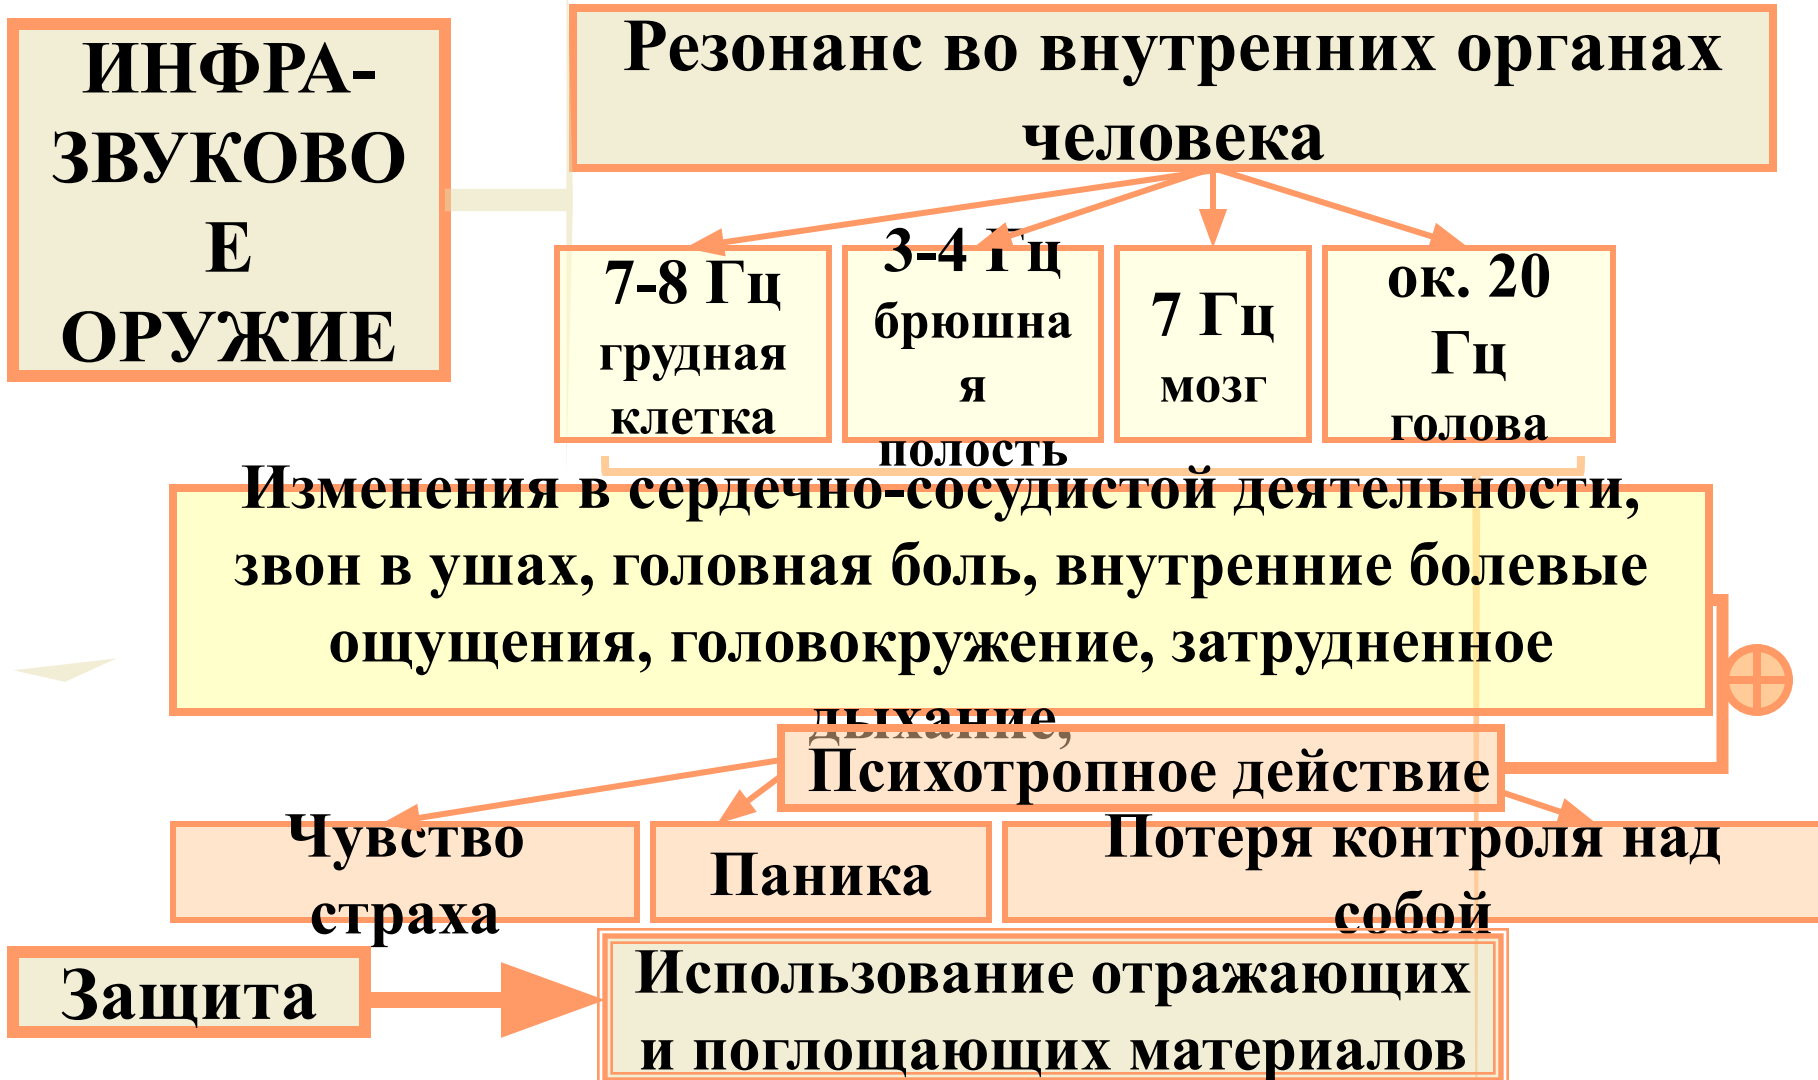 ИНФРА-
ЗВУКОВО
Е
ОРУЖИЕ
Резонанс во внутренних органах
человека
7-8 Гц
грудная
клетка
3-4 Гц
брюшна
я
полость
7 Гц
мозг
ок. 20
Гц
голова
Изменения в сердечно-сосудистой деятельности,
звон в ушах, головная боль, внутренние болевые
ощущения, головокружение, затрудненное
дыхание,
Психотропное действие
Чувство
страха
Паника
Потеря контроля над
собой
Защита
Использование отражающих
и поглощающих материалов